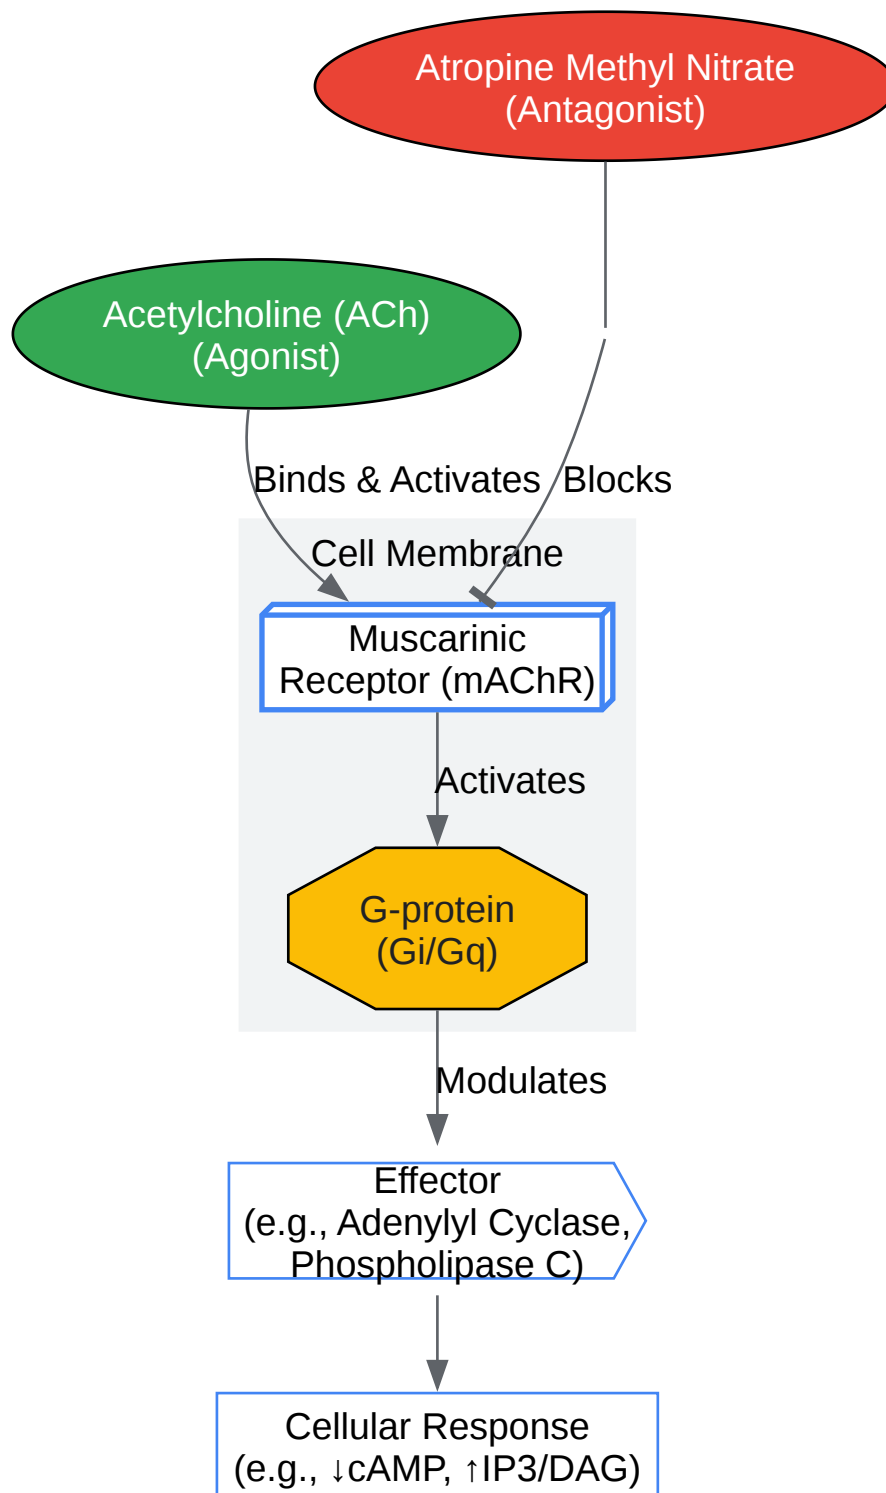 Atropine Methyl Nitrate
(Antagonist)
Acetylcholine (ACh)
(Agonist)
Binds & Activates
Blocks
Cell Membrane
Muscarinic
Receptor (mAChR)
Activates
G-protein
(Gi/Gq)
Modulates
Effector
(e.g., Adenylyl Cyclase,
Phospholipase C)
Cellular Response
(e.g., ↓cAMP, ↑IP3/DAG)